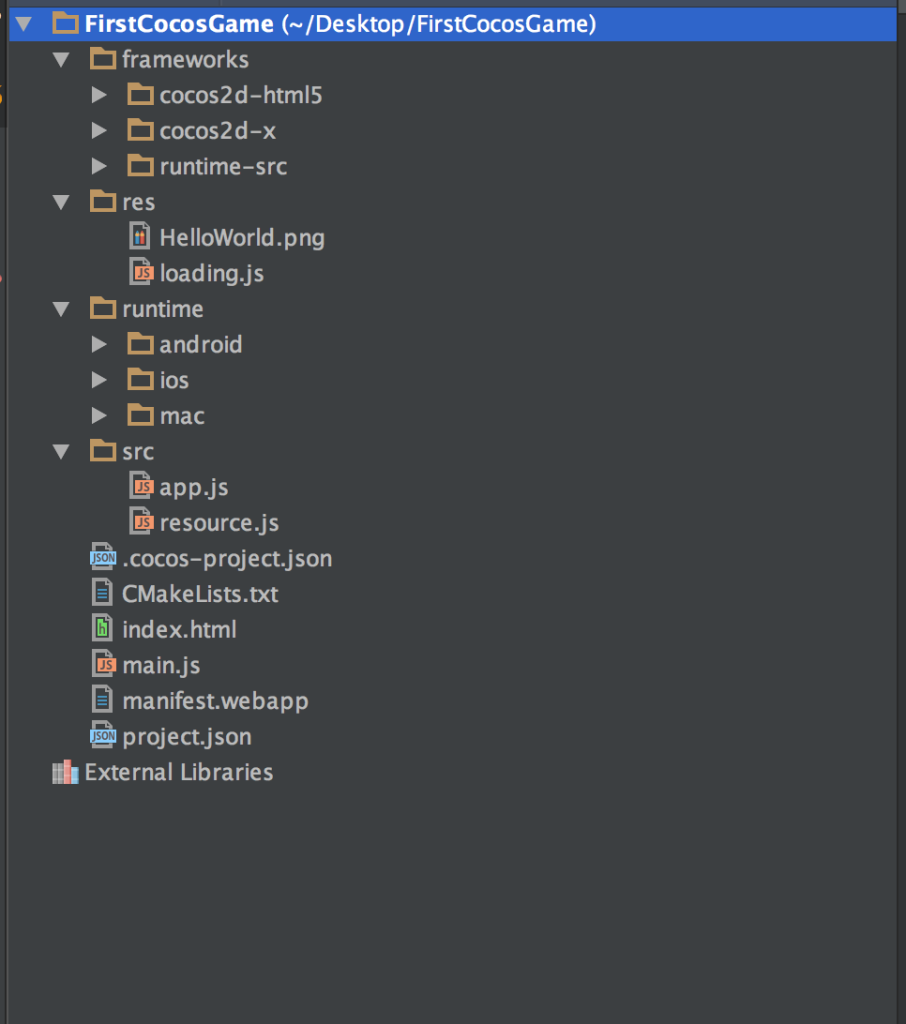 FirstCocosGame (~/Desktop/FirstCocosGame)
frameworks
cocos2d-html5
cocos2d-x
runtime-src
res
HelloWorld.png
JS loading.js
runtime
android
ios
mac
src
JS app.js
JS resource.js
JSON .cocos-project.json
CMakeLists.txt
h index.html
JS main.js
manifest.webapp
JSON project.json
External Libraries